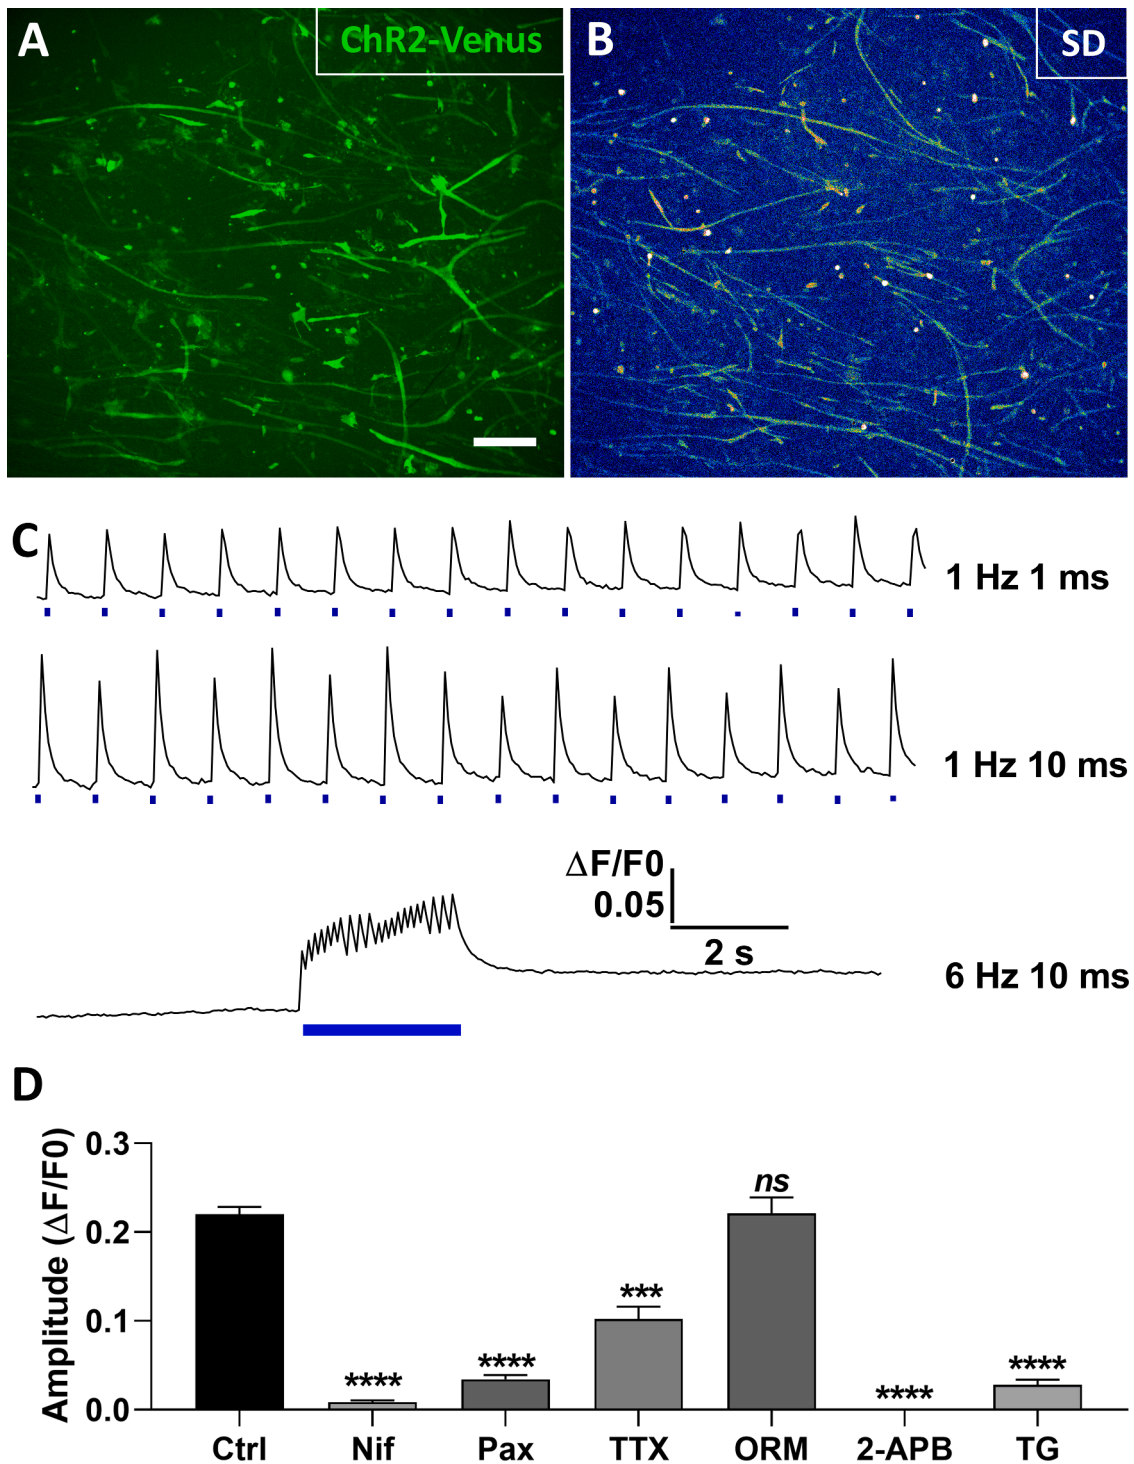 A
ChR2-Venus
B
SD
C
1 Hz 1 ms
1 Hz 10 ms
ΔF/F0
0.05
2 s
6 Hz 10 ms
D
Amplitude (ΔF/F0)
0.3
0.2
0.1
0.0
****
****
***
ns
****
****
Ctrl Nif Pax TTX ORM 2-APB TG